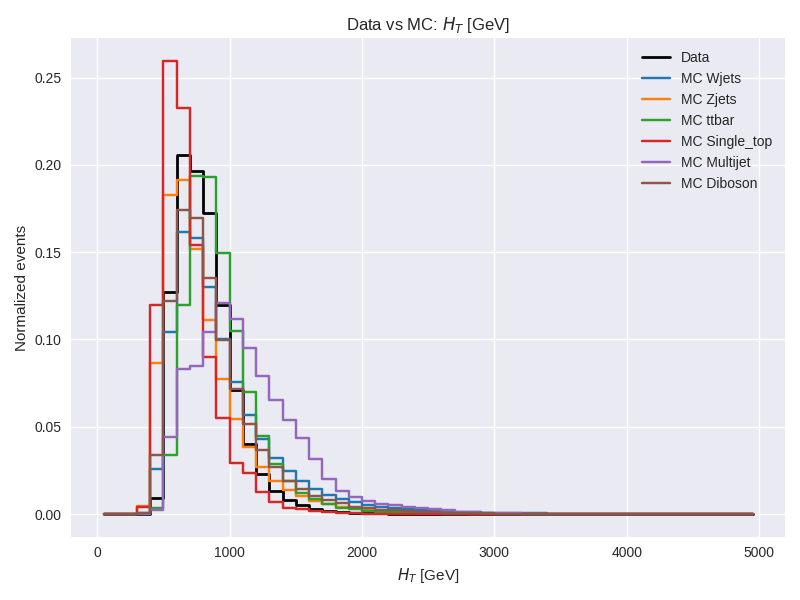 Data vs MC: H_T [GeV]
Data
MC Wjets
MC Zjets
MC ttbar
MC Single_top
MC Multijet
MC Diboson
Normalized events
0.25
0.20
0.15
0.10
0.05
0.00
0 1000 2000 3000 4000 5000
H_T [GeV]